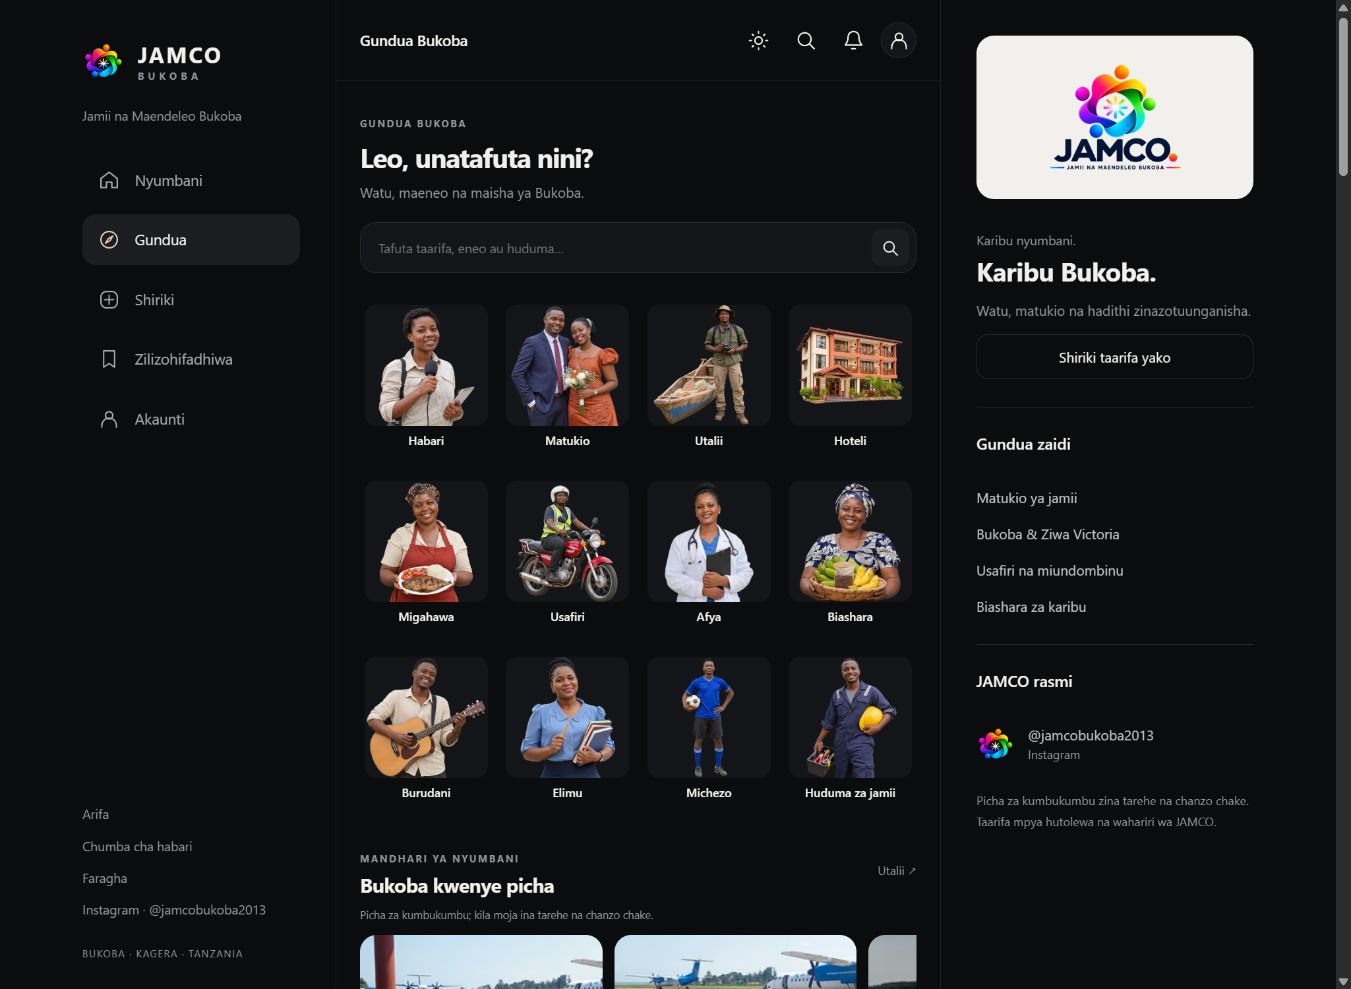 JAMCO
BUKOBA
Jamii na Maendeleo Bukoba
Nyumbani
Gundua
Shiriki
Zilizohifadhiwa
Akaunti
Arifa
Chumba cha habari
Faragha
Instagram · @jamcobukoba2013
BUKOBA · KAGERA · TANZANIA
Gundua Bukoba
GUNDUA BUKOBA
Leo, unatafuta nini?
Watu, maeneo na maisha ya Bukoba.
Tafuta taarifa, eneo au huduma...
Habari
Matukio
Utalii
Hoteli
Migahawa
Usafiri
Afya
Biashara
Burudani
Elimu
Michezo
Huduma za jamii
MANDHARI YA NYUMBANI
Bukoba kwenye picha
Utalii ↗
Picha za kumbukumbu; kila moja ina tarehe na chanzo chake.
JAMCO.
JAMII NA MAENDELEO BUKOBA
Karibu nyumbani.
Karibu Bukoba.
Watu, matukio na hadithi zinazotuunganisha.
Shiriki taarifa yako
Gundua zaidi
Matukio ya jamii
Bukoba & Ziwa Victoria
Usafiri na miundombinu
Biashara za karibu
JAMCO rasmi
@jamcobukoba2013
Instagram
Picha za kumbukumbu zina tarehe na chanzo chake.
Taarifa mpya hutolewa na wahariri wa JAMCO.